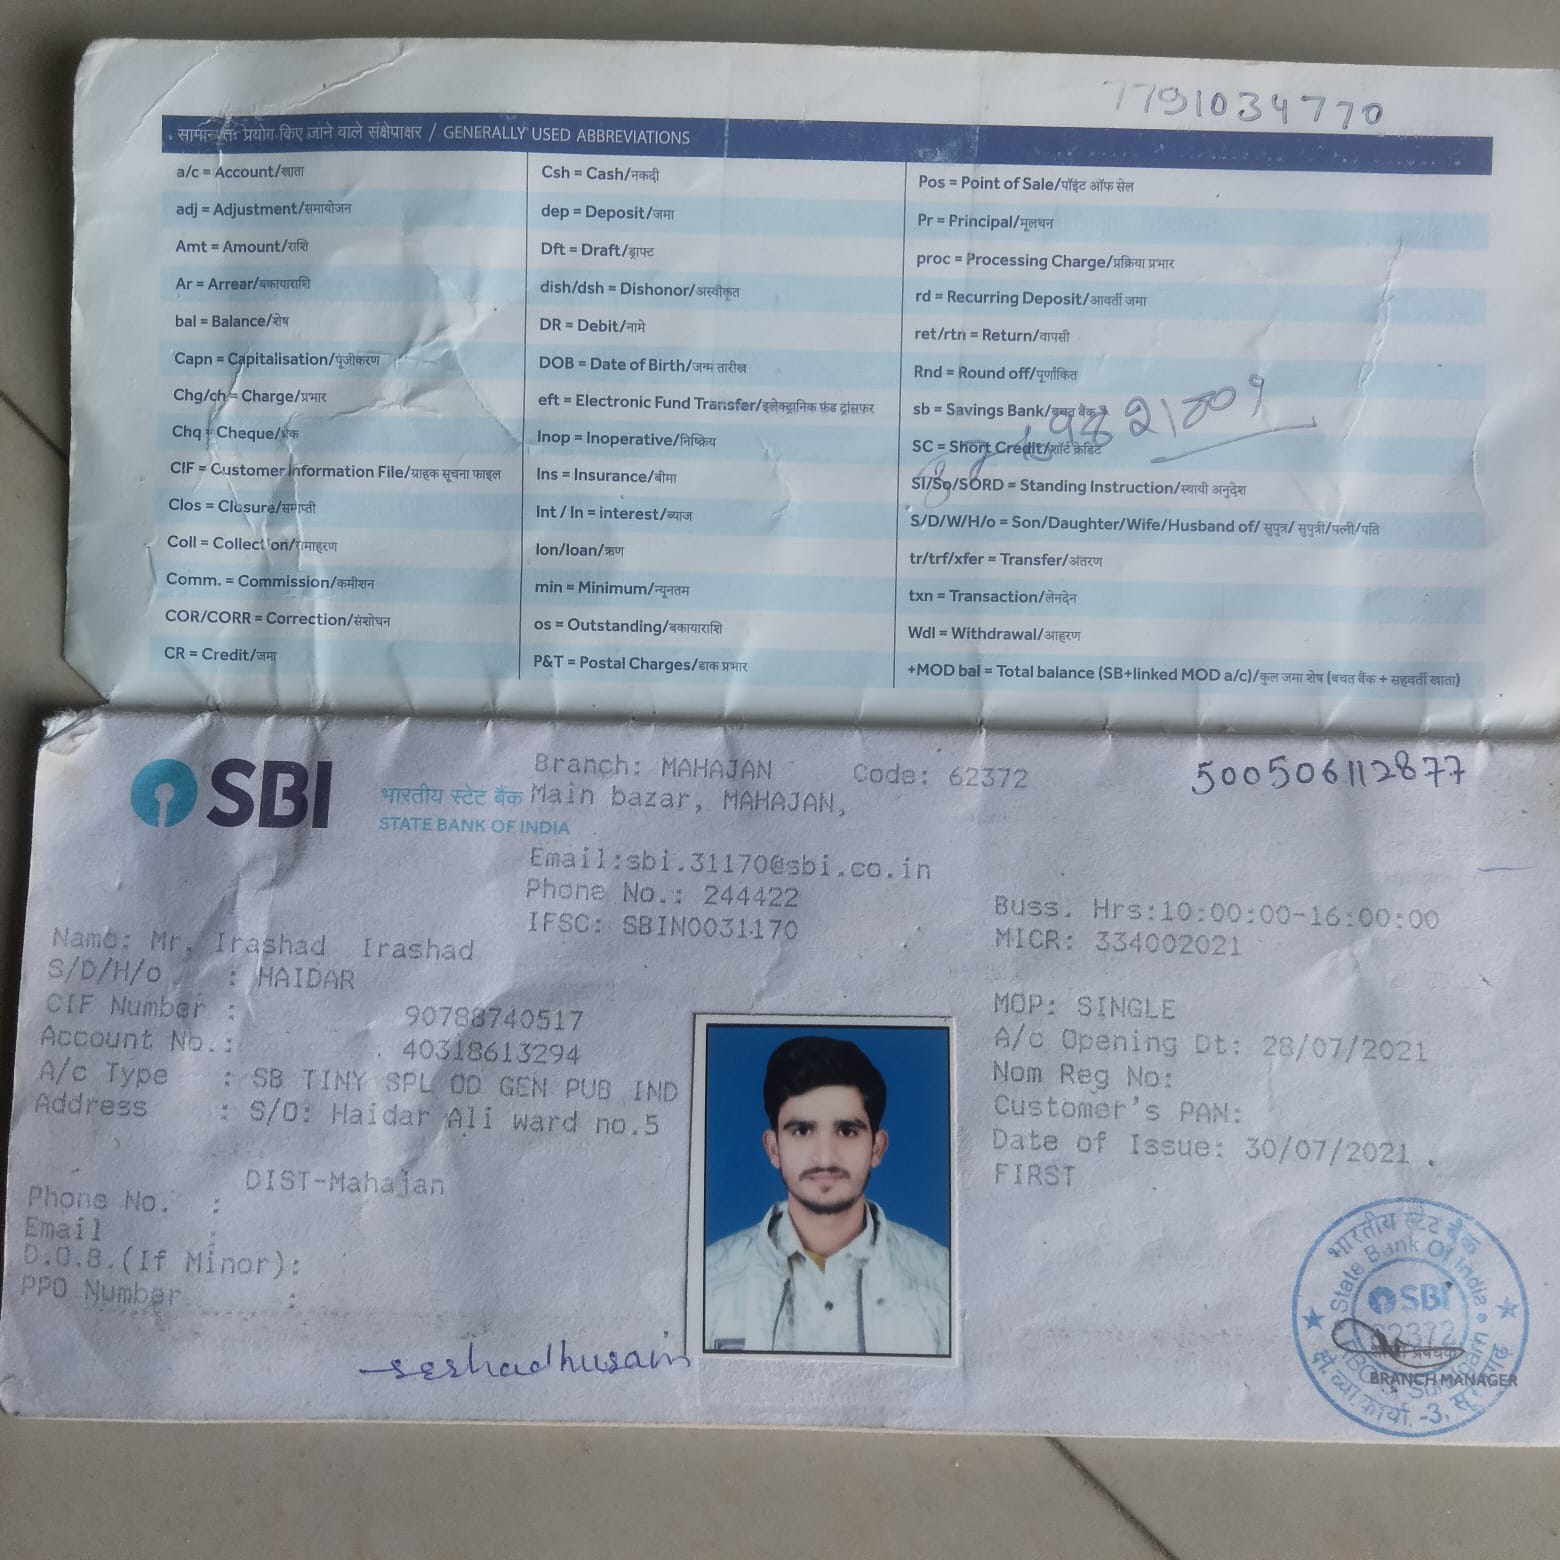 7791034770
सामान्यतः प्रयोग किए जाने वाले संक्षेपाक्षर / GENERALLY USED ABBREVIATIONS
a/c = Account/खाता
adj = Adjustment/समायोजन
Amt = Amount/राशि
Ar = Arrear/बकायाराशि
bal = Balance/शेष
Capn = Capitalisation/पूंजीकरण
Chg/ch = Charge/प्रभार
Chq = Cheque/चेक
CIF = Customer Information File/ग्राहक सूचना फाइल
Clos = Closure/समाप्ती
Coll = Collection/समाहरण
Comm. = Commission/कमीशन
COR/CORR = Correction/संशोधन
CR = Credit/जमा
Csh = Cash/नकदी
dep = Deposit/जमा
Dft = Draft/ड्राफ्ट
dish/dsh = Dishonor/अस्वीकृत
DR = Debit/नामे
DOB = Date of Birth/जन्म तारीख
eft = Electronic Fund Transfer/इलेक्ट्रानिक फंड ट्रांसफर
Inop = Inoperative/निष्क्रिय
Ins = Insurance/बीमा
Int / In = interest/ब्याज
lon/loan/ऋण
min = Minimum/न्यूनतम
os = Outstanding/बकायाराशि
P&T = Postal Charges/डाक प्रभार
Pos = Point of Sale/पॉइंट ऑफ सेल
Pr = Principal/मूलधन
proc = Processing Charge/प्रक्रिया प्रभार
rd = Recurring Deposit/आवर्ती जमा
ret/rtn = Return/वापसी
Rnd = Round off/पूर्णांकित
sb = Savings Bank/बचत बैंक
SC = Short Credit/शॉर्ट क्रेडिट
SI/So/SORD = Standing Instruction/स्थायी अनुदेश
S/D/W/H/o = Son/Daughter/Wife/Husband of/ सुपुत्र/ सुपुत्री/पत्नी/पति
tr/trf/xfer = Transfer/अंतरण
txn = Transaction/लेनदेन
Wdl = Withdrawal/आहरण
+MOD bal = Total balance (SB+linked MOD a/c)/कुल जमा शेष (बचत बैंक + सहवर्ती खाता)
SBI
भारतीय स्टेट बैंक
STATE BANK OF INDIA
Branch: MAHAJAN Code: 62372
Main bazar, MAHAJAN,
500506112877
Email:sbi.31170@sbi.co.in
Phone No.: 244422
IFSC: SBIN0031170
Buss. Hrs:10:00:00-16:00:00
MICR: 334002021
Name: Mr. Irashad Irashad
S/D/H/o : HAIDAR
CIF Number : 90788740517
Account No.: 40318613294
A/c Type : SB TINY SPL OD GEN PUB IND
Address : S/O: Haidar Ali ward no.5
DIST-Mahajan
Phone No. :
Email :
D.O.B.(If Minor):
PPO Number :
MOP: SINGLE
A/c Opening Dt: 28/07/2021
Nom Reg No:
Customer's PAN:
Date of Issue: 30/07/2021
FIRST
भारतीय स्टेट बैंक
State Bank Of India
SBI
62372
BRANCH MANAGER